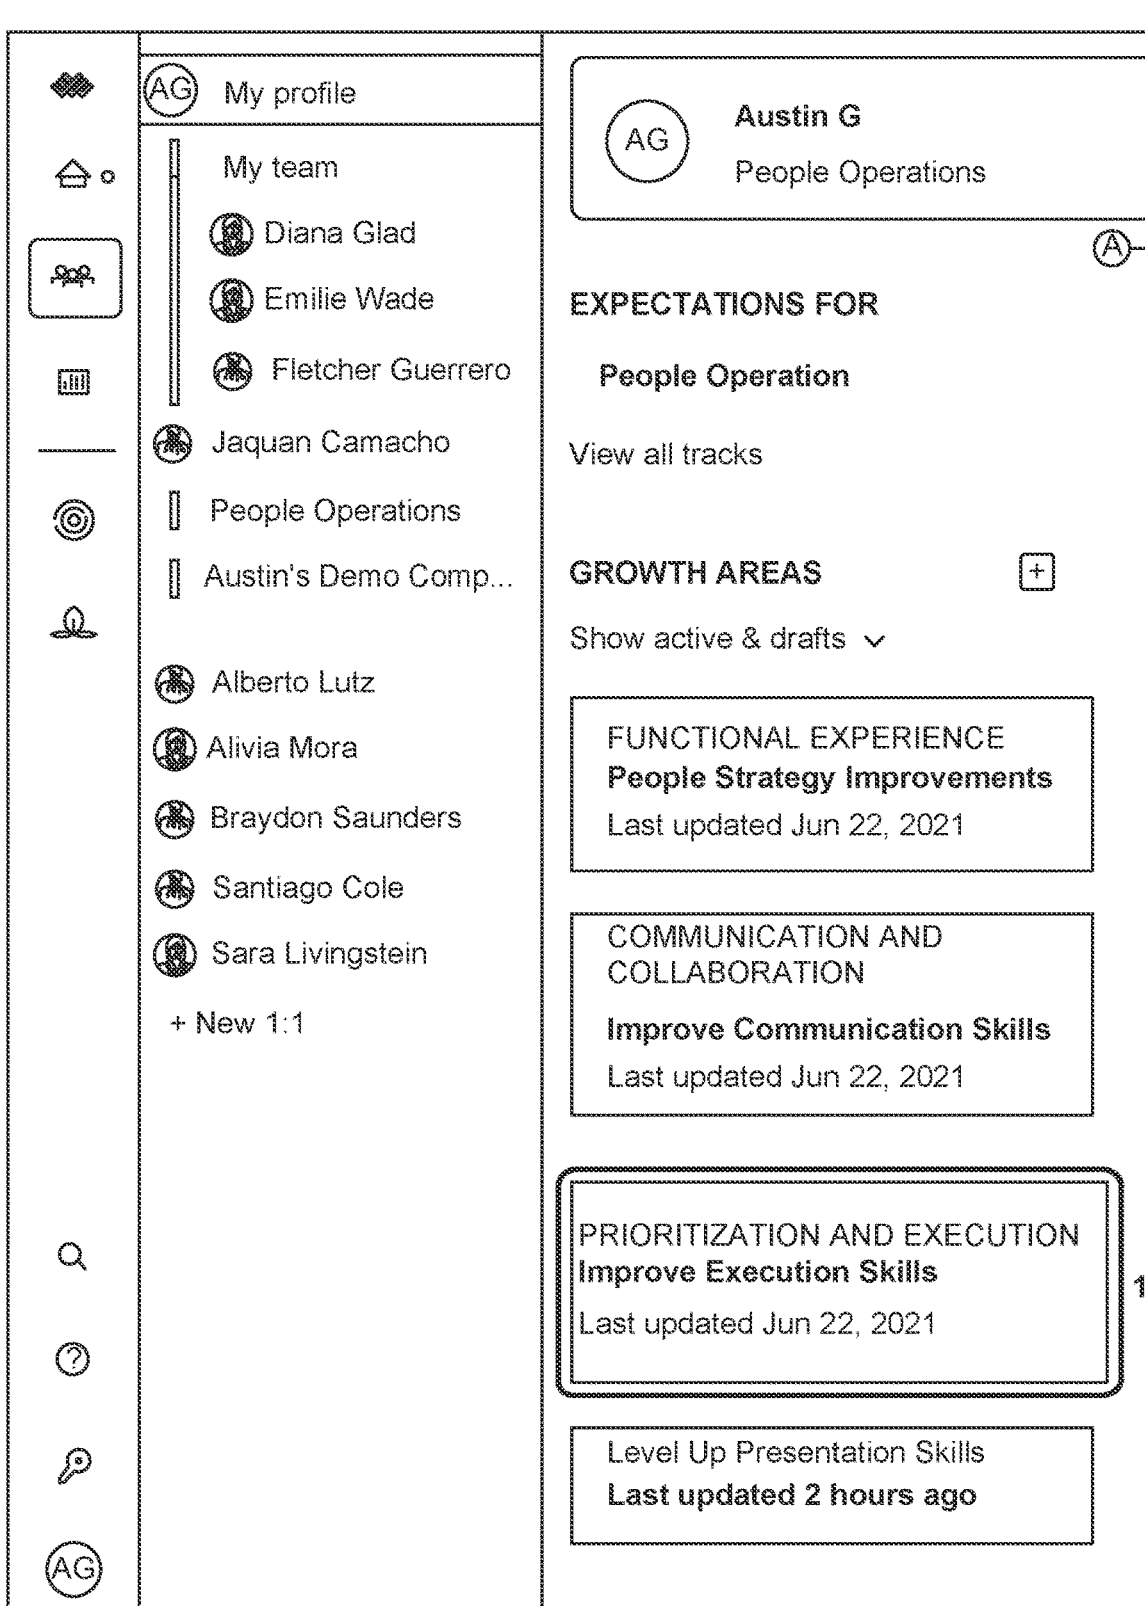 AG My profile
My team
Diana Glad
Emilie Wade
Fletcher Guerrero
Jaquan Camacho
People Operations
Austin's Demo Comp...
Alberto Lutz
Alivia Mora
Braydon Saunders
Santiago Cole
Sara Livingstein
+ New 1:1
?
AG
AG
Austin G
People Operations
A
EXPECTATIONS FOR
People Operation
View all tracks
GROWTH AREAS +
Show active & drafts
FUNCTIONAL EXPERIENCE
People Strategy Improvements
Last updated Jun 22, 2021
COMMUNICATION AND
COLLABORATION
Improve Communication Skills
Last updated Jun 22, 2021
PRIORITIZATION AND EXECUTION
Improve Execution Skills
Last updated Jun 22, 2021
1
Level Up Presentation Skills
Last updated 2 hours ago